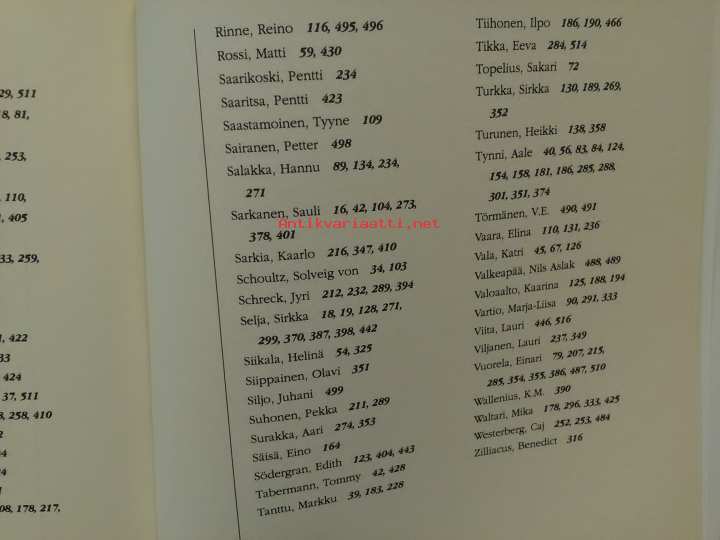 29, 511
8, 81,
253,
110,
405
33, 259,
422
33
424
37, 511
258, 410
08, 178, 217,
Rinne, Reino 116, 495, 496
Rossi, Matti 59, 430
Saarikoski, Pentti 234
Saaritsa, Pentti 423
Saastamoinen, Tyyne 109
Sairanen, Petter 498
Salakka, Hannu 89, 134, 234,
271
Sarkanen, Sauli 16, 42, 104, 273,
378, 401
Antikvariaatti.net
Sarkia, Kaarlo 216, 347, 410
Schoultz, Solveig von 34, 103
Schreck, Jyri 212, 232, 289, 394
Selja, Sirkka 18, 19, 128, 271,
299, 370, 387, 398, 442
Siikala, Helinä 54, 325
Siippainen, Olavi 351
Siljo, Juhani 499
Suhonen, Pekka 211, 289
Surakka, Aari 274, 353
Säisä, Eino 164
Södergran, Edith 123, 404, 443
Tabermann, Tommy 42, 428
Tanttu, Markku 39, 183, 228
Tiihonen, Ilpo 186, 190, 466
Tikka, Eeva 284, 514
Topelius, Sakari 72
Turkka, Sirkka 130, 189, 269,
352
Turunen, Heikki 138, 358
Tynni, Aale 40, 56, 83, 84, 124,
154, 158, 181, 186, 285, 288,
301, 351, 374
Törmänen, V.E. 490, 491
Vaara, Elina 110, 131, 236
Vala, Katri 45, 67, 126
Valkeapää, Nils Aslak 488, 489
Valoaalto, Kaarina 125, 188, 194
Vartio, Marja-Liisa 90, 291, 333
Viita, Lauri 446, 516
Viljanen, Lauri 237, 349
Vuorela, Einari 79, 207, 215,
285, 354, 355, 386, 487, 510
Wallenius, K.M. 390
Waltari, Mika 178, 296, 333, 425
Westerberg, Caj 252, 253, 484
Zilliacus, Benedict 316